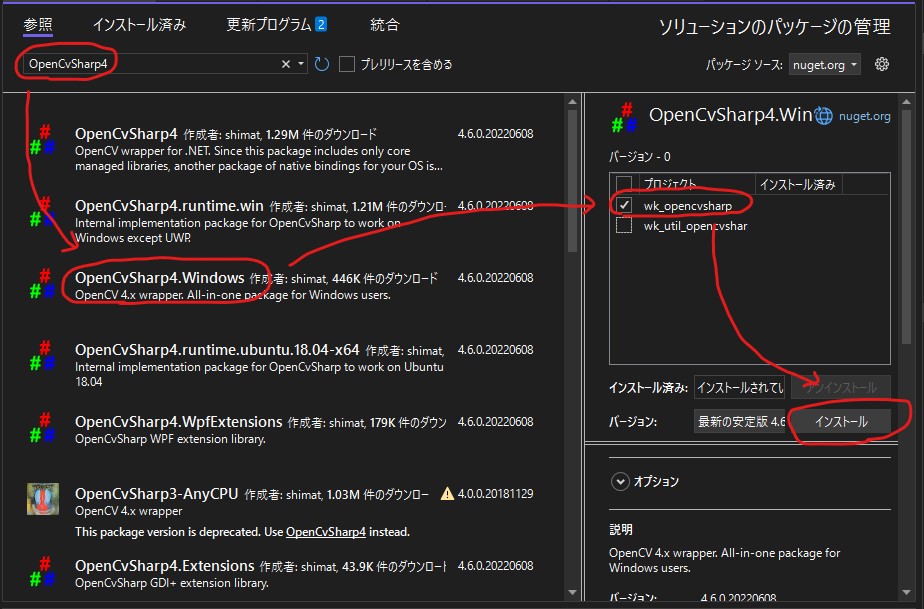 参照 インストール済み 更新プログラム 2 統合 ソリューションのパッケージの管理
OpenCvSharp4 プレリリースを含める パッケージ ソース: nuget.org
OpenCvSharp4 作成者: shimat, 1.29M 件のダウンロード 4.6.0.20220608
OpenCV wrapper for .NET. Since this package includes only core
managed libraries, another package of native bindings for your OS is...
OpenCvSharp4.runtime.win 作成者: shimat, 1.21M 件のダウンロー 4.6.0.20220608
Internal implementation package for OpenCvSharp to work on
Windows except UWP.
OpenCvSharp4.Windows 作成者: shimat, 446K 件のダウンロード 4.6.0.20220608
OpenCV 4.x wrapper. All-in-one package for Windows users.
OpenCvSharp4.runtime.ubuntu.18.04-x64 作成者: shimat, 4.6.0.20220608
Internal implementation package for OpenCvSharp to work on Ubuntu
18.04
OpenCvSharp4.WpfExtensions 作成者: shimat, 179K 件のダウン 4.6.0.20220608
OpenCvSharp WPF extension library.
OpenCvSharp3-AnyCPU 作成者: shimat, 1.03M 件のダウンロー 4.0.0.20181129
OpenCV 4.x wrapper
This package version is deprecated. Use OpenCvSharp4 instead.
OpenCvSharp4.Extensions 作成者: shimat, 43.9K 件のダウンロー 4.6.0.20220608
OpenCvSharp GDI+ extension library.
OpenCvSharp4.Win nuget.org
バージョン - 0
プロジェクト インストール済み
wk_opencvsharp
wk_util_opencvshar
インストール済み: インストールされてい アンインストール
バージョン: 最新の安定版 4.6 インストール
オプション
説明
OpenCV 4.x wrapper. All-in-one package for
Windows users.
バージョン: 4.6.0.20220608